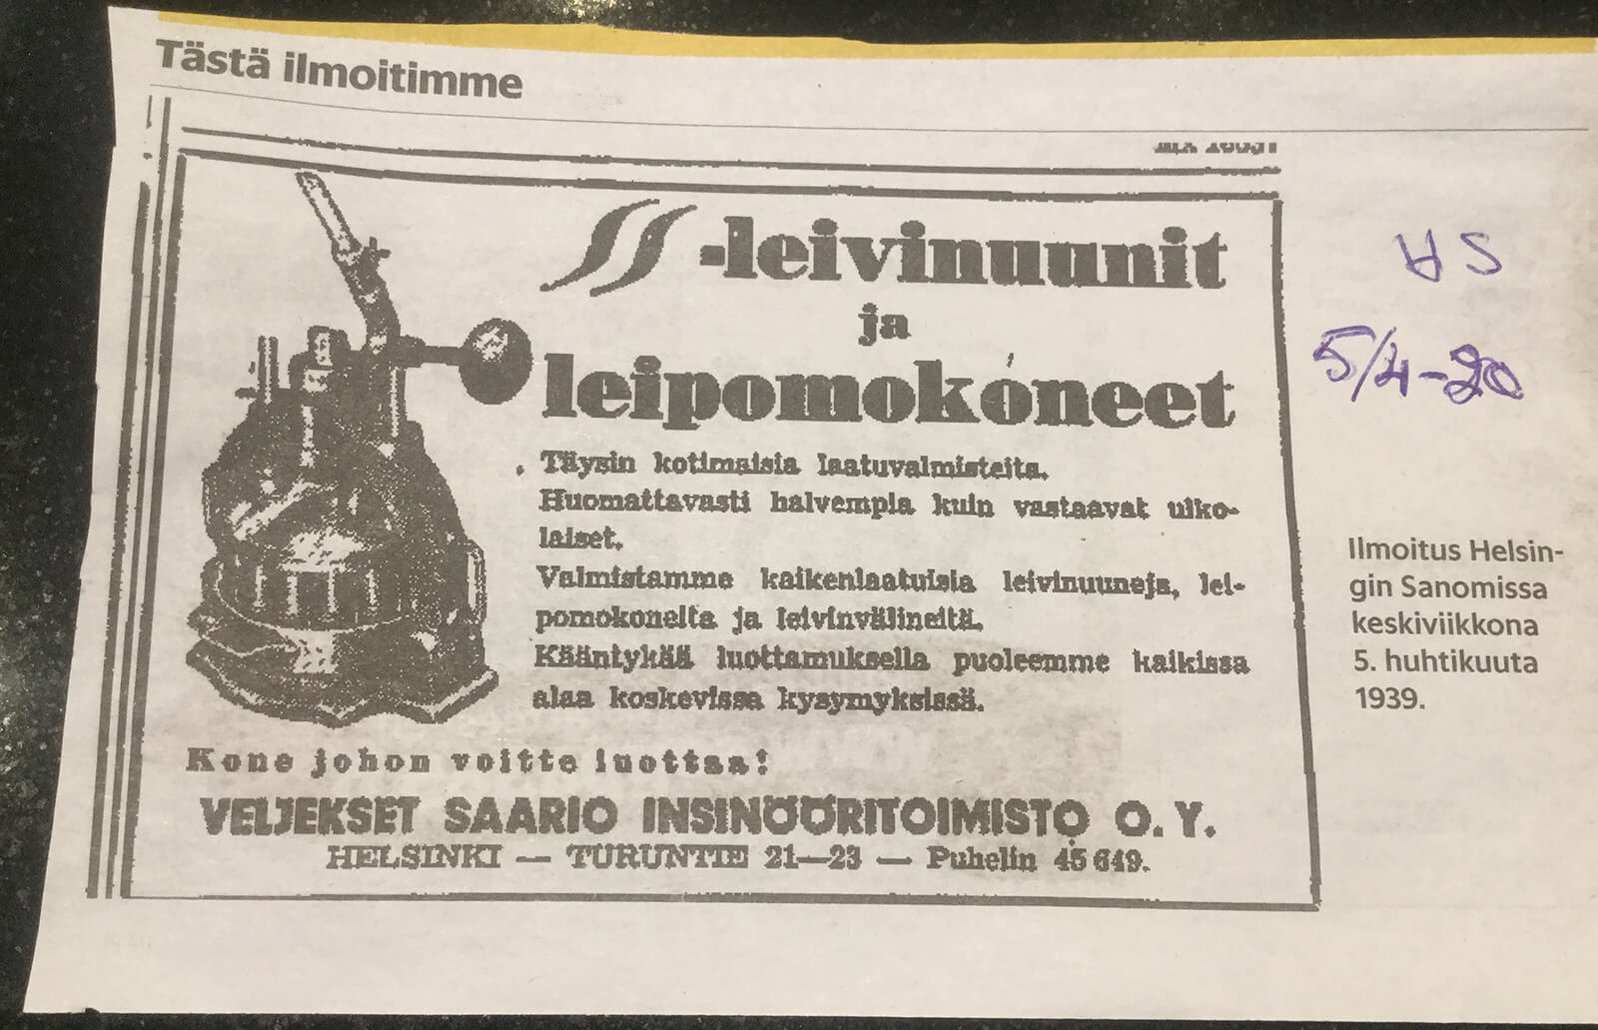 Tästä ilmoitimme
SS -leivinuunit
ja
leipomokoneet
Täysin kotimaisia laatuvalmisteita.
Huomattavasti halvempia kuin vastaavat ulko-
laiset.
Valmistamme kaikenlaatuisia leivinuuneja, lei-
pomokoneita ja leivinvälineitä.
Kääntykää luottamuksella puoleemme kaikissa
alaa koskevissa kysymyksissä.
Kone johon voitte luottaa!
VELJEKSET SAARIO INSINÖÖRITOIMISTO O.Y.
HELSINKI — TURUNTIE 21—23 — Puhelin 45 649.
HS
5/4-20
Ilmoitus Helsin-
gin Sanomissa
keskiviikkona
5. huhtikuuta
1939.